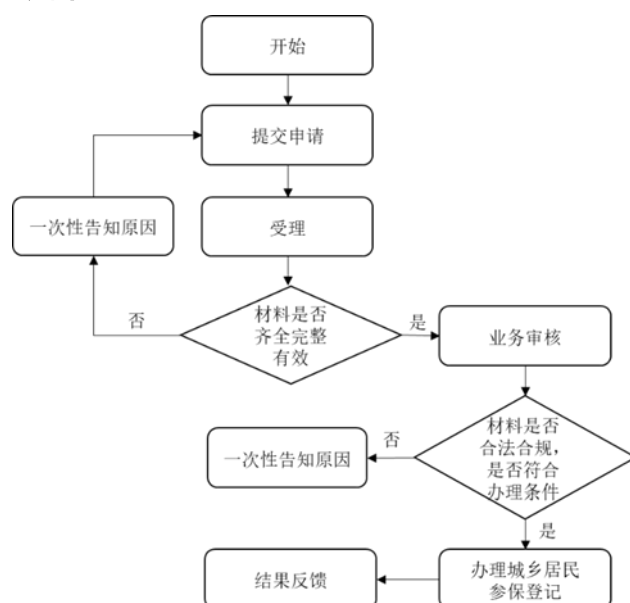 开始
提交申请
一次性告知原因
受理
否
材料是否
齐全完整
有效
是
业务审核
一次性告知原因
否
材料是否
合法合规，
是否符合
办理条件
是
结果反馈
办理城乡居民
参保登记